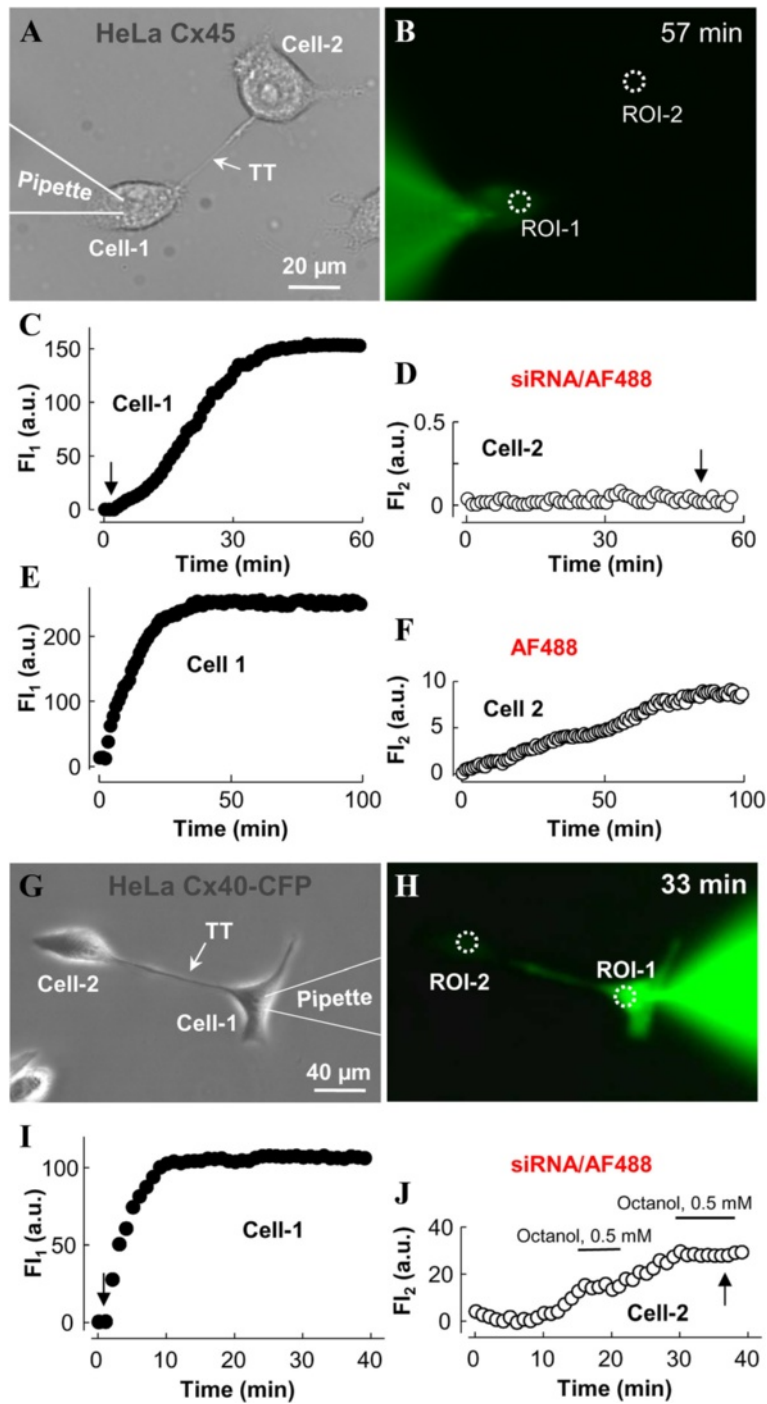 A HeLa Cx45
Cell-2
TT
Pipette
Cell-1
20 µm
B 57 min
ROI-2
ROI-1
C
FI₁ (a.u.)
150
100
50
0
Cell-1
0 30 60
Time (min)
D siRNA/AF488
FI₂ (a.u.)
0.5
0
Cell-2
0 30 60
Time (min)
E
FI₁ (a.u.)
200
100
0
Cell 1
0 50 100
Time (min)
F AF488
FI₂ (a.u.)
10
5
0
Cell 2
0 50 100
Time (min)
G HeLa Cx40-CFP
TT
Cell-2
Cell-1
Pipette
40 µm
H 33 min
ROI-2
ROI-1
I
FI₁ (a.u.)
100
50
0
Cell-1
0 10 20 30 40
Time (min)
siRNA/AF488
J
Octanol, 0.5 mM
Octanol, 0.5 mM
FI₂ (a.u.)
40
20
0
Cell-2
0 10 20 30 40
Time (min)